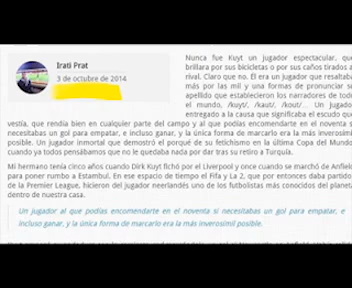 Irati Prat
3 de octubre de 2014
Nunca fue Kuyt un jugador espectacular, que
brillara por sus bicicletas o por sus caños tirados a
rival. Claro que no. Él era un jugador que resaltaba
más por las mil y una formas de pronunciar su
apellido que establecieron los narradores de todo
el mundo, /kuyt/, /kaut/, /kout/... Un jugador
entregado a la causa que significaba el escudo que
vestía, que rendía bien en cualquier parte del campo y al que podías encomendarte en el noventa si
necesitabas un gol para empatar, e incluso ganar, y la única forma de marcarlo era la más inverosímil
posible. Un jugador inmortal que demostró el porqué de su fetichismo en la última Copa del Mundo
cuando ya todos pensábamos que no le quedaba nada por dar tras su retiro a Turquía.
Mi hermano tenía cinco años cuando Dirk Kuyt fichó por el Liverpool y once cuando se marchó de Anfield
para poner rumbo a Estambul. En ese espacio de tiempo el Fifa y La 2, que por entonces daba partidos
de la Premier League, hicieron del jugador neerlandés uno de los futbolistas más conocidos del planeta
dentro de nuestra casa.
Un jugador al que podías encomendarte en el noventa si necesitabas un gol para empatar, e
incluso ganar, y la única forma de marcarlo era la más inverosímil posible.